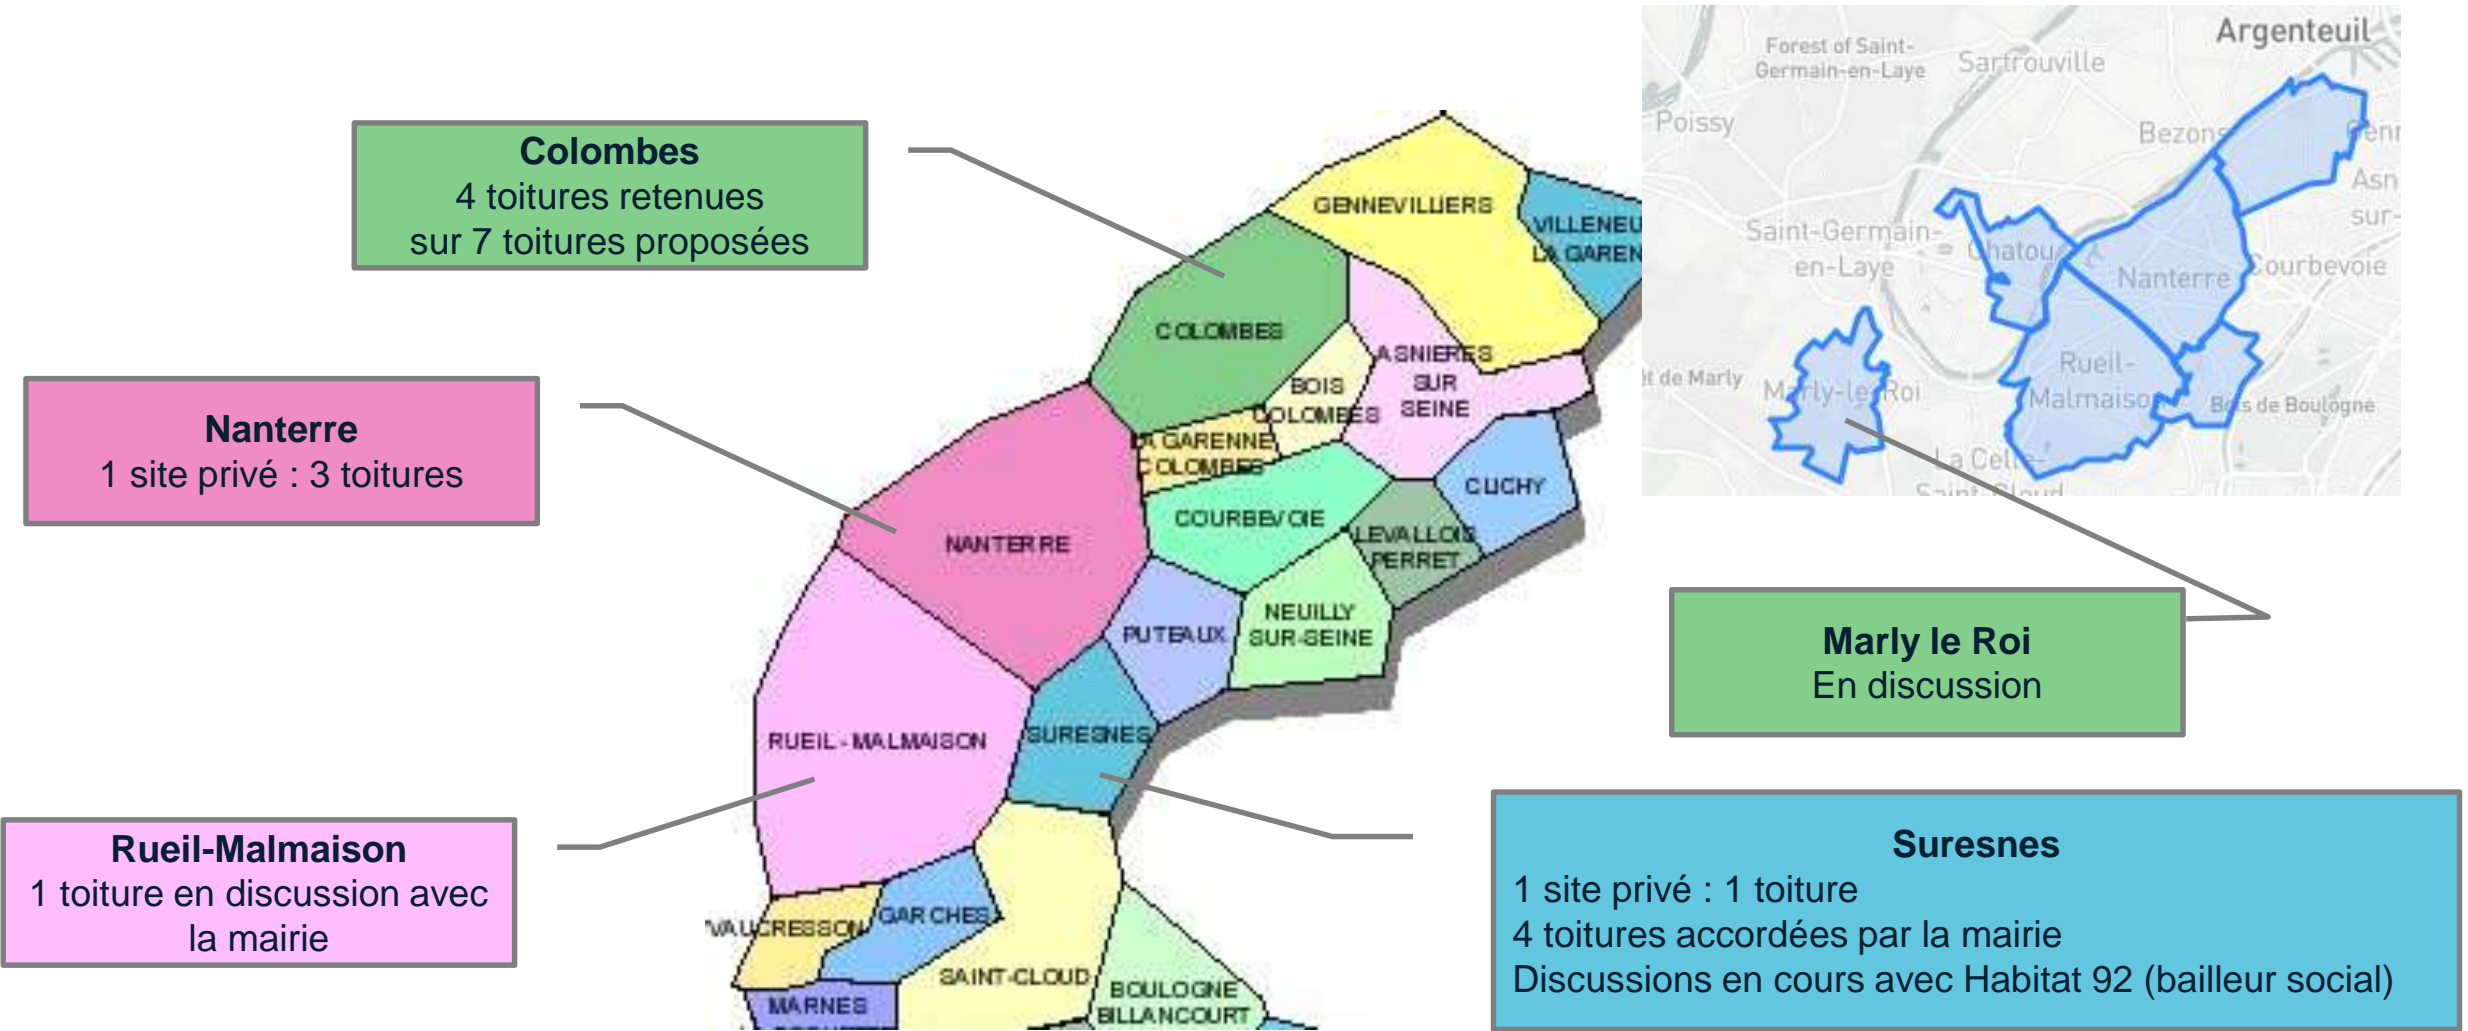 Colombes
4 toitures retenues
sur 7 toitures proposées
Nanterre
1 site privé : 3 toitures
Rueil-Malmaison
1 toiture en discussion avec
la mairie
GENNEVILLIERS
COLOMBES
ASNIERES
SUR
SEINE
BOIS
COLOMBES
LA GARENNE
COLOMBES
CLICHY
COURBEVOIE
LEVALLOIS
PERRET
NANTERRE
NEUILLY
SUR-SEINE
PUTEAUX
RUEIL - MALMAISON
SURESNES
VAUCRESSON
GARCHES
SAINT-CLOUD
MARNES
BOULOGNE
BILLANCOURT
Argenteuil
Forest of Saint-
Germain-en-Laye
Sartrouville
Poissy
Bezons
Saint-Germain-
en-Laye
Chatou
Nanterre
Courbevoie
Marly-le-Roi
Rueil-
Malmaison
Bois de Boulogne
La Celle-
Saint-Cloud
Marly le Roi
En discussion
Suresnes
1 site privé : 1 toiture
4 toitures accordées par la mairie
Discussions en cours avec Habitat 92 (bailleur social)